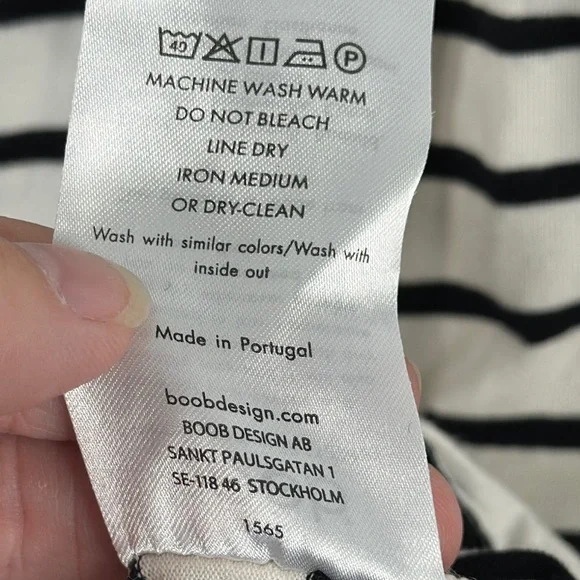 40 P
MACHINE WASH WARM
DO NOT BLEACH
LINE DRY
IRON MEDIUM
OR DRY-CLEAN
Wash with similar colors/Wash with
inside out
Made in Portugal
boobdesign.com
BOOB DESIGN AB
SANKT PAULSGATAN 1
SE-118 46 STOCKHOLM
1565